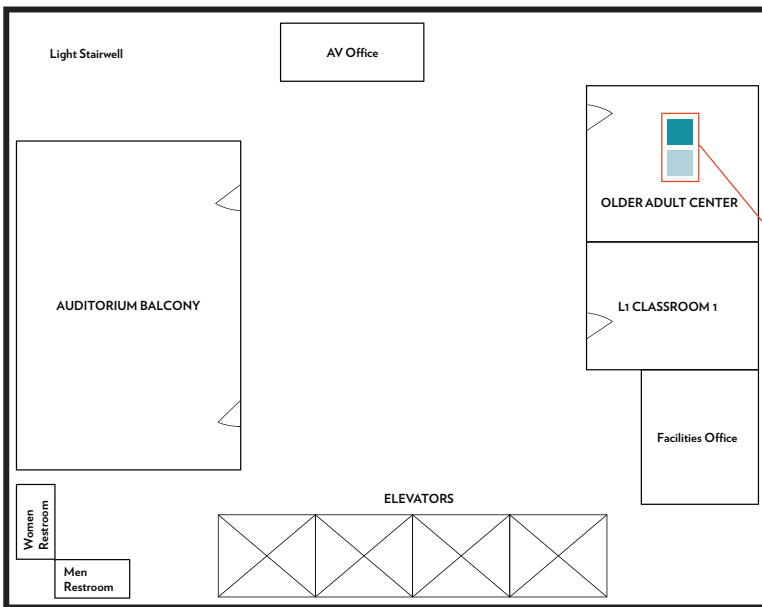 Light Stairwell
AV Office
OLDER ADULT CENTER
AUDITORIUM BALCONY
L1 CLASSROOM 1
Facilities Office
ELEVATORS
Women
Restroom
Men
Restroom